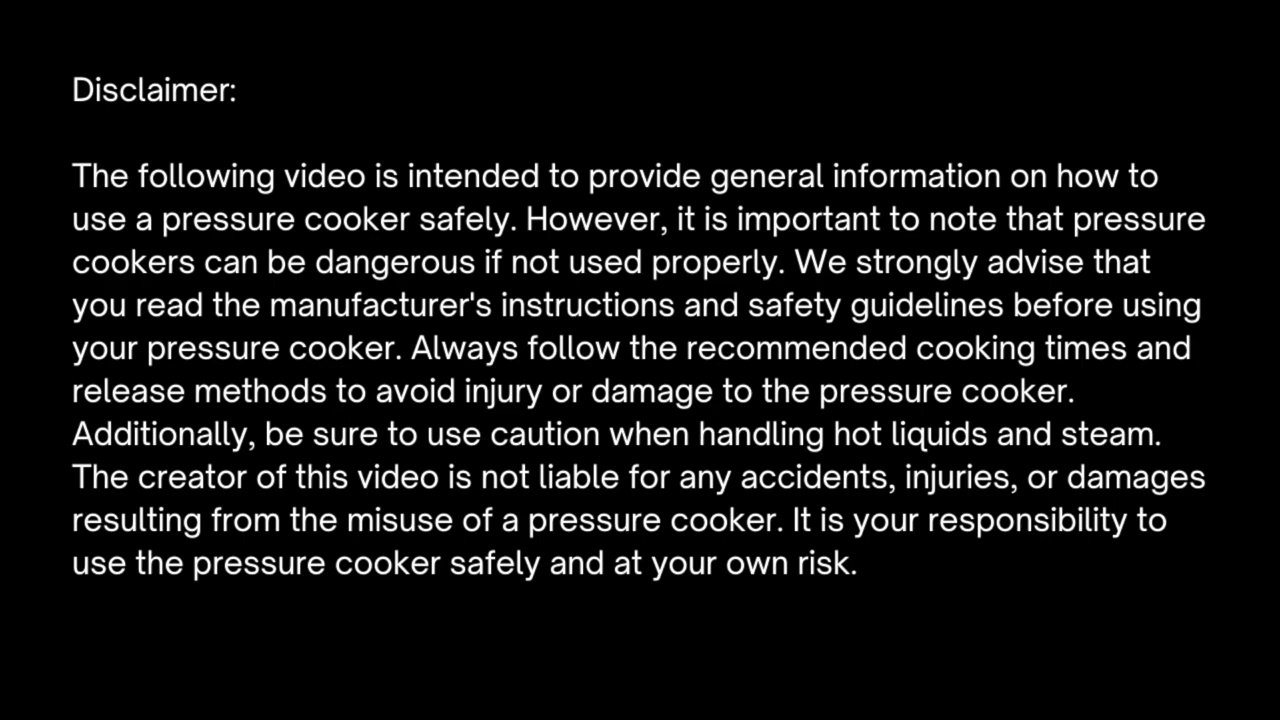 Disclaimer:
The following video is intended to provide general information on how to
use a pressure cooker safely. However, it is important to note that pressure
cookers can be dangerous if not used properly. We strongly advise that
you read the manufacturer's instructions and safety guidelines before using
your pressure cooker. Always follow the recommended cooking times and
release methods to avoid injury or damage to the pressure cooker.
Additionally, be sure to use caution when handling hot liquids and steam.
The creator of this video is not liable for any accidents, injuries, or damages
resulting from the misuse of a pressure cooker. It is your responsibility to
use the pressure cooker safely and at your own risk.